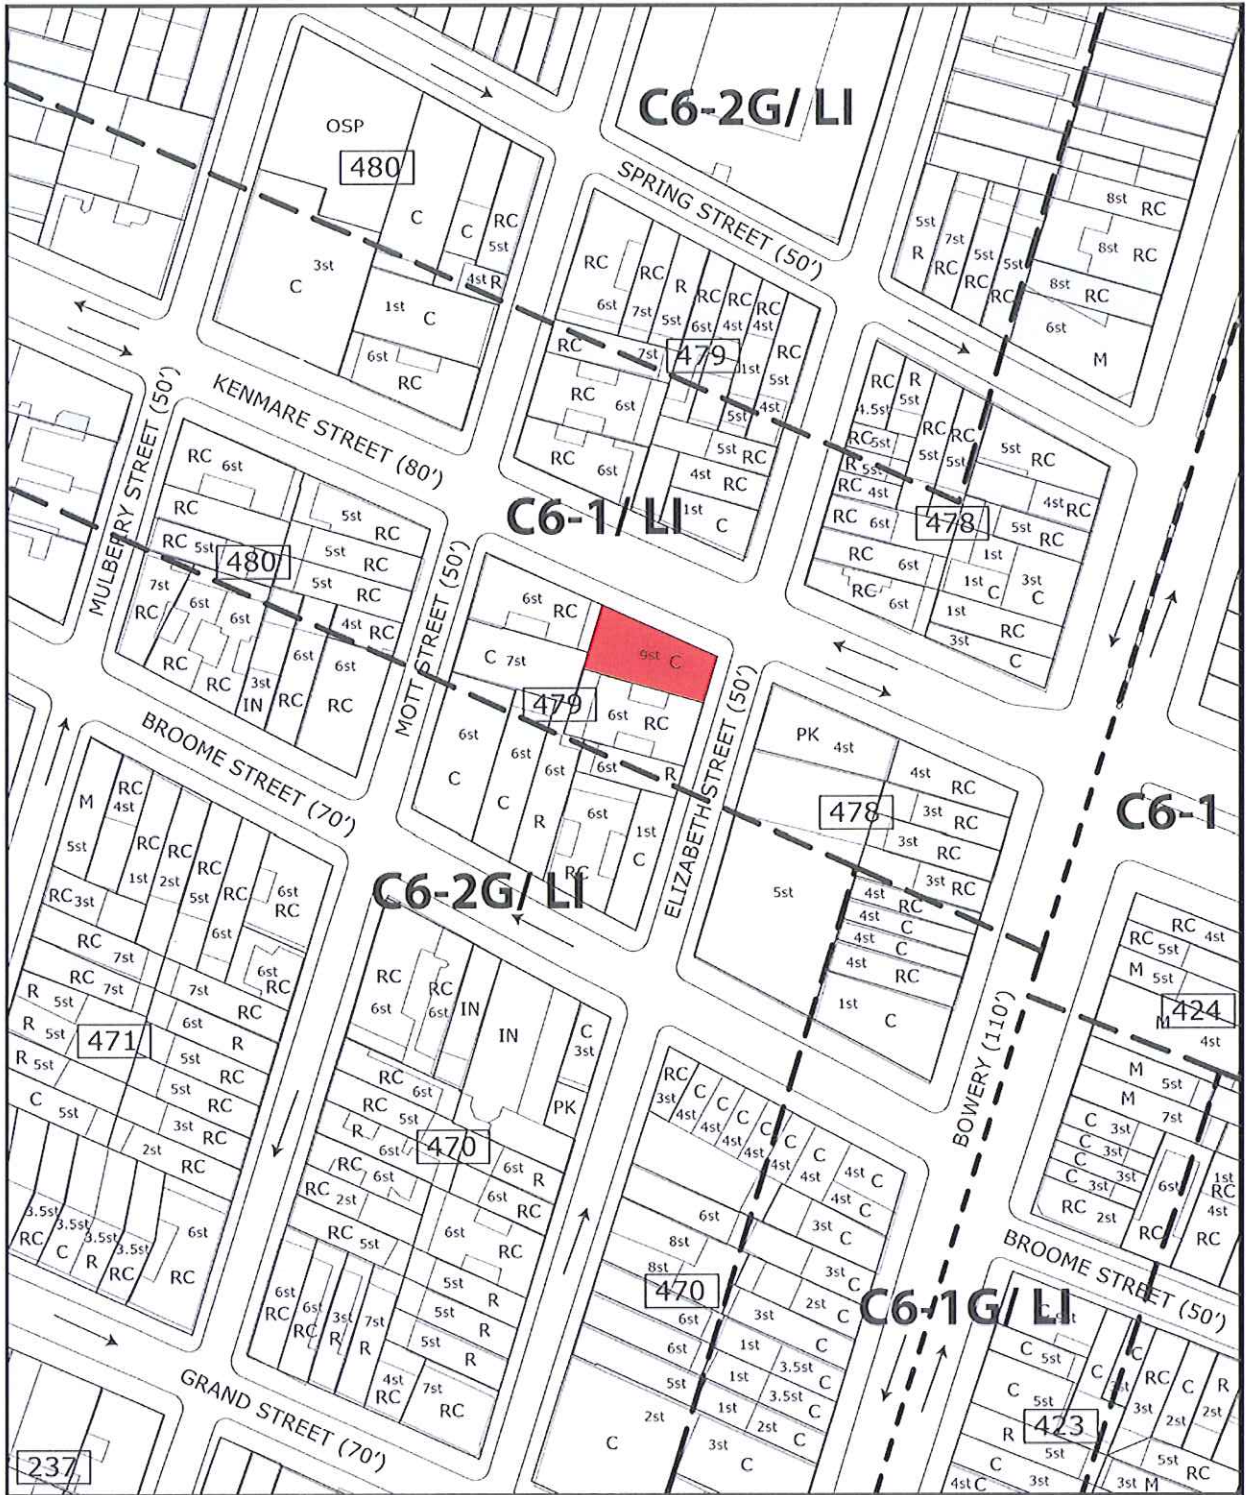 C6-2G/ LI
OSP
480
C
C
RC
5st
4st R
3st
C
1st C
6st
RC
SPRING STREET (50')
5st
R
7st
RC
5st
RC
5st
RC
8st RC
8st
RC
8st RC
6st
M
RC
6st
RC
7st
R
5st
RC
6st
RC
4st
RC
4st
RC
5st
479
RC
7st
1st
5st
4st
RC
6st
5st RC
RC
6st
4st RC
1st
C
RC
4.5st
R
5st
RC
5st
RC
5st
RC
5st
R 5st
RC 4st
RC 6st
RC
6st
RC
6st
478
5st RC
4st RC
5st
RC
1st
1st
C
3st
C
1st
RC
3st
C
KENMARE STREET (80')
MULBERRY STREET (50')
C6-1/ LI
RC 6st
RC
5st
RC
RC 5st
480
5st
RC
5st
RC
4st RC
7st
RC
6st
6st
RC
RC
3st
IN
6st
RC
6st
RC
MOTT STREET (50')
6st
RC
9st C
C 7st
479
6st
RC
6st
R
6st
C
6st
C
6st
R
6st
RC
1st
C
ELIZABETH STREET (50')
PK 4st
4st
RC
478
3st
RC
3st
RC
3st
RC
5st
4st
RC
4st
C
4st
C
4st
RC
1st
C
C6-1
BROOME STREET (70')
C6-2G/ LI
M
5st
RC
4st
RC
1st
RC
2st
RC
5st
RC
6st
6st
RC
6st
RC
RC 3st
RC
7st
RC
7st
7st
RC
R
5st
6st
R
R
5st
471
5st
RC
R
5st
5st
RC
C
5st
3st RC
2st
RC
3.5st
RC
3.5st
C
3.5st
R
3.5st
RC
6st
RC
RC
6st
RC
6st
IN
IN
C
3st
PK
RC
6st
RC
5st
R
6st
470
6st
R
RC
6st
6st
RC
RC 2st
6st
RC
RC
5st
5st
R
5st
R
5st
R
6st
RC
6st
RC
3st
R
7st
R
4st
RC
7st
RC
RC
3st
C
4st
C
4st
C
4st
C
4st
C
4st
C
4st
4st C
4st
C
6st
3st
C
8st
3st C
8st
470
2st
C
6st
3st
C
6st
1st
3.5st
C
5st
1st
3.5st C
1st
2st
C
2st
C
3st
C
BOWERY (110')
C6-1G/ LI
RC 4st
RC
5st
M
5st
424
M
4st
M
5st
M
7st
C
3st
C
3st
C
3st
C
3st
RC
2st
6st
RC
1st
RC
4st
RC
BROOME STREET (50')
C
5st
C
5st
R
5st
C
C
3st
RC
2st
C
2st
R
423
5st
RC
4st C
3st
3st M
GRAND STREET (70')
237